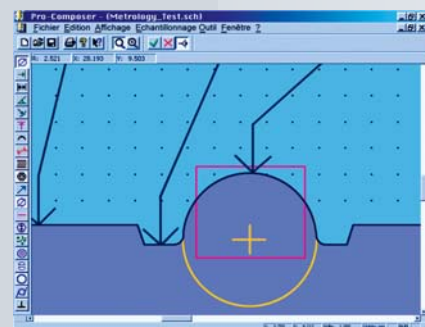 Pro-Composer - (Metrology_Test.sch)
Fichier Edition Affichage Echantillonnage Outil Fenêtre ?
R: 2.521 X: 28.193 Y: 9.503